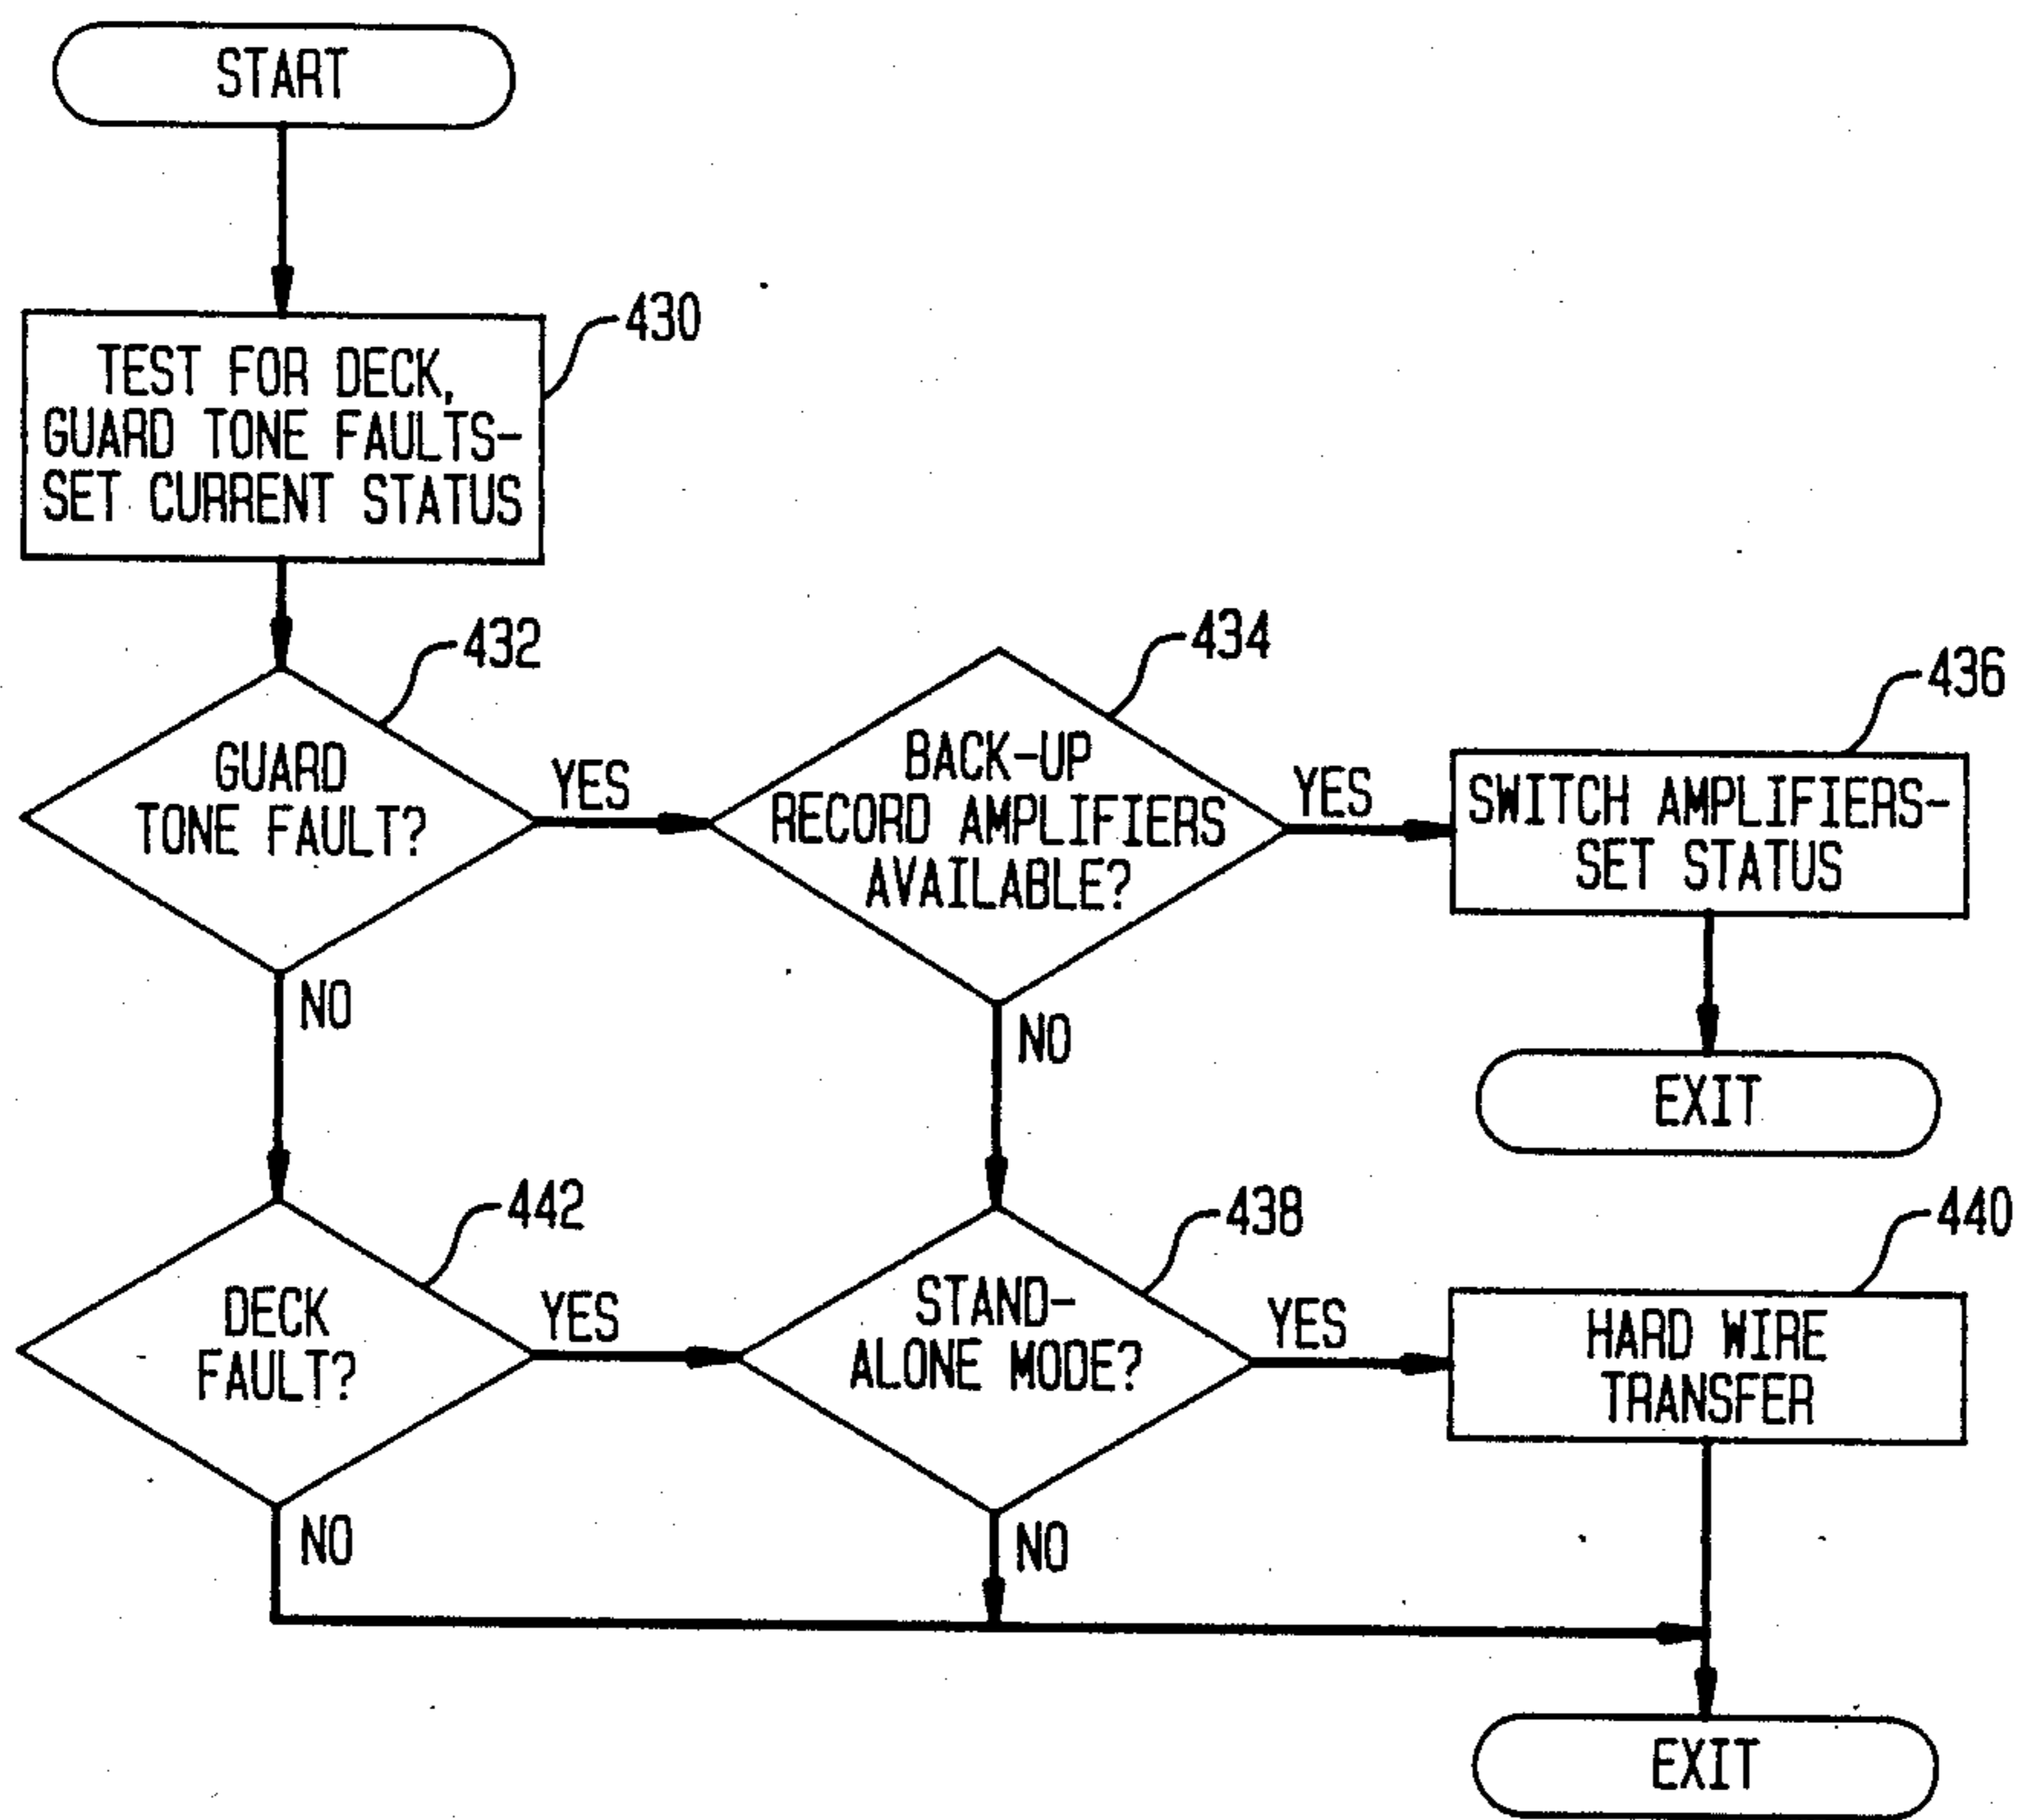 START
430
TEST FOR DECK,
GUARD TONE FAULTS-
SET CURRENT STATUS
432
GUARD
TONE FAULT?
YES
NO
434
BACK-UP
RECORD AMPLIFIERS
AVAILABLE?
YES
NO
436
SWITCH AMPLIFIERS-
SET STATUS
EXIT
442
DECK
FAULT?
YES
NO
438
STAND-
ALONE MODE?
YES
NO
440
HARD WIRE
TRANSFER
EXIT